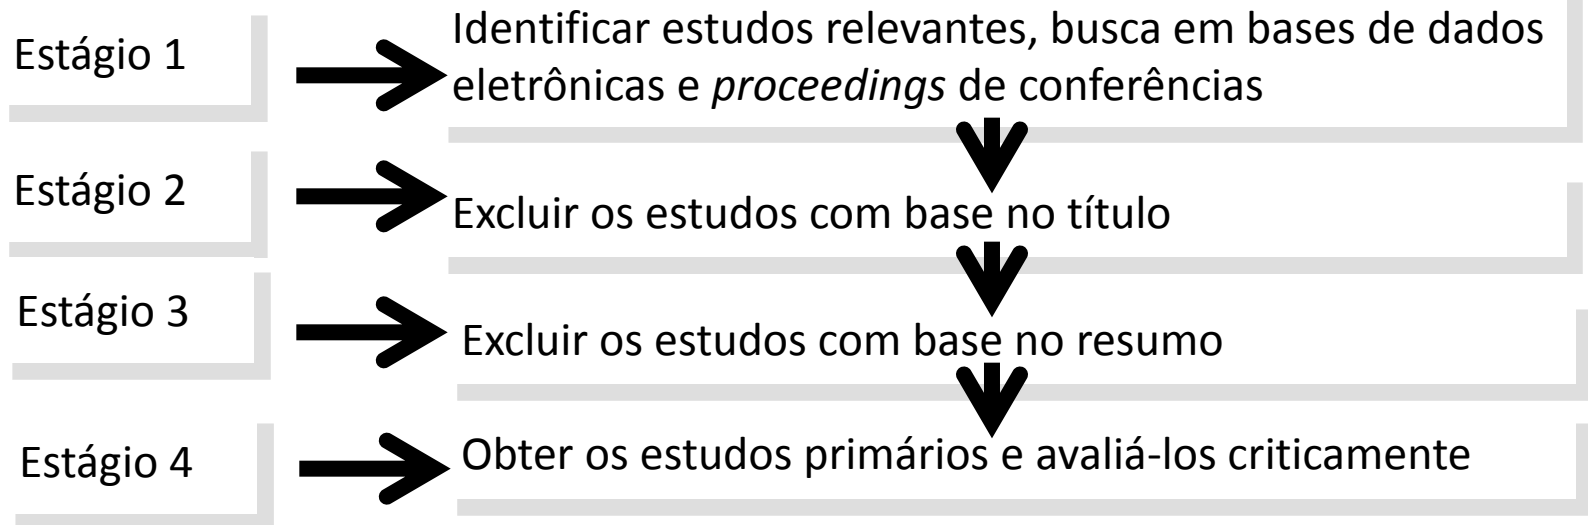 Estágio 1
Identificar estudos relevantes, busca em bases de dados
eletrônicas e proceedings de conferências
Estágio 2
Excluir os estudos com base no título
Estágio 3
Excluir os estudos com base no resumo
Estágio 4
Obter os estudos primários e avaliá-los criticamente